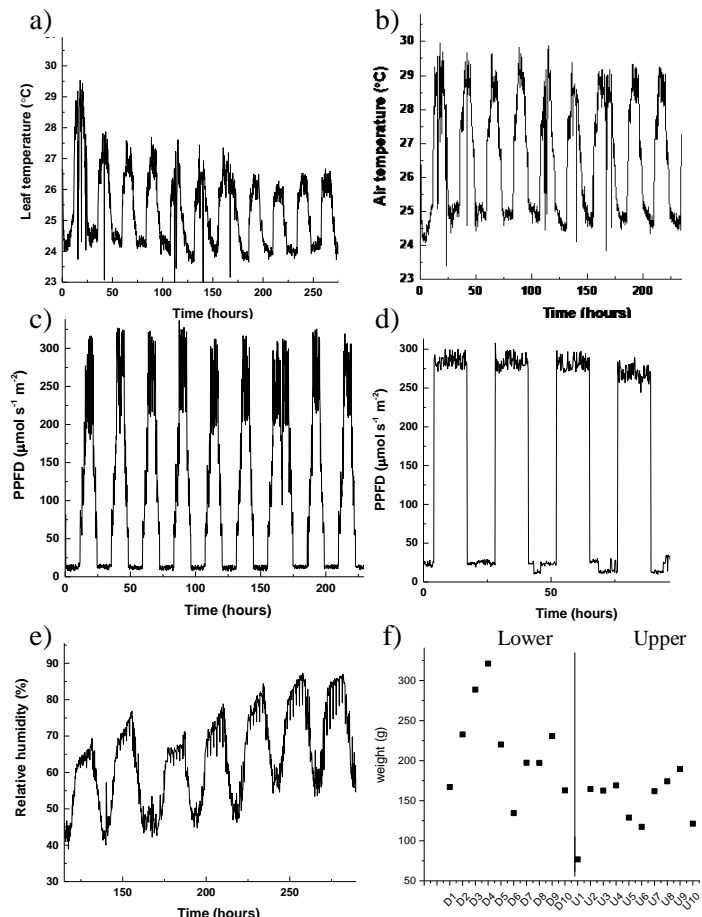 a)
30
29
28
27
26
25
24
23
Leaf temperature (°C)
0 50 100 150 200 250
Time (hours)
b)
30
29
28
27
26
25
24
23
Air temperature (°C)
0 50 100 150 200
Time (hours)
c)
300
250
200
150
100
50
0
PPFD (μmol s⁻¹ m⁻²)
0 50 100 150 200
Time (hours)
d)
350
300
250
200
150
100
50
0
PPFD (μmol s⁻¹ m⁻²)
0 50
Time (hours)
e)
90
80
70
60
50
40
30
Relative humidity (%)
150 200 250
Time (hours)
f)
Lower Upper
300
250
200
150
100
50
weight (g)
D1 D2 D3 D4 D5 D6 D7 D8 D9 D10 U1 U2 U3 U4 U5 U6 U7 U8 U9 U10